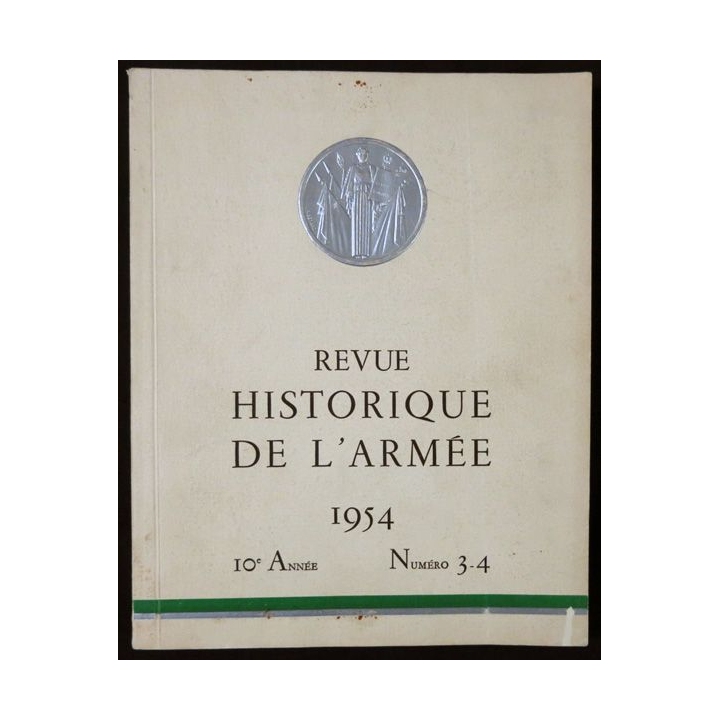 REVUE
HISTORIQUE
DE L'ARMÉE
1954
10e ANNÉE NUMÉRO 3-4